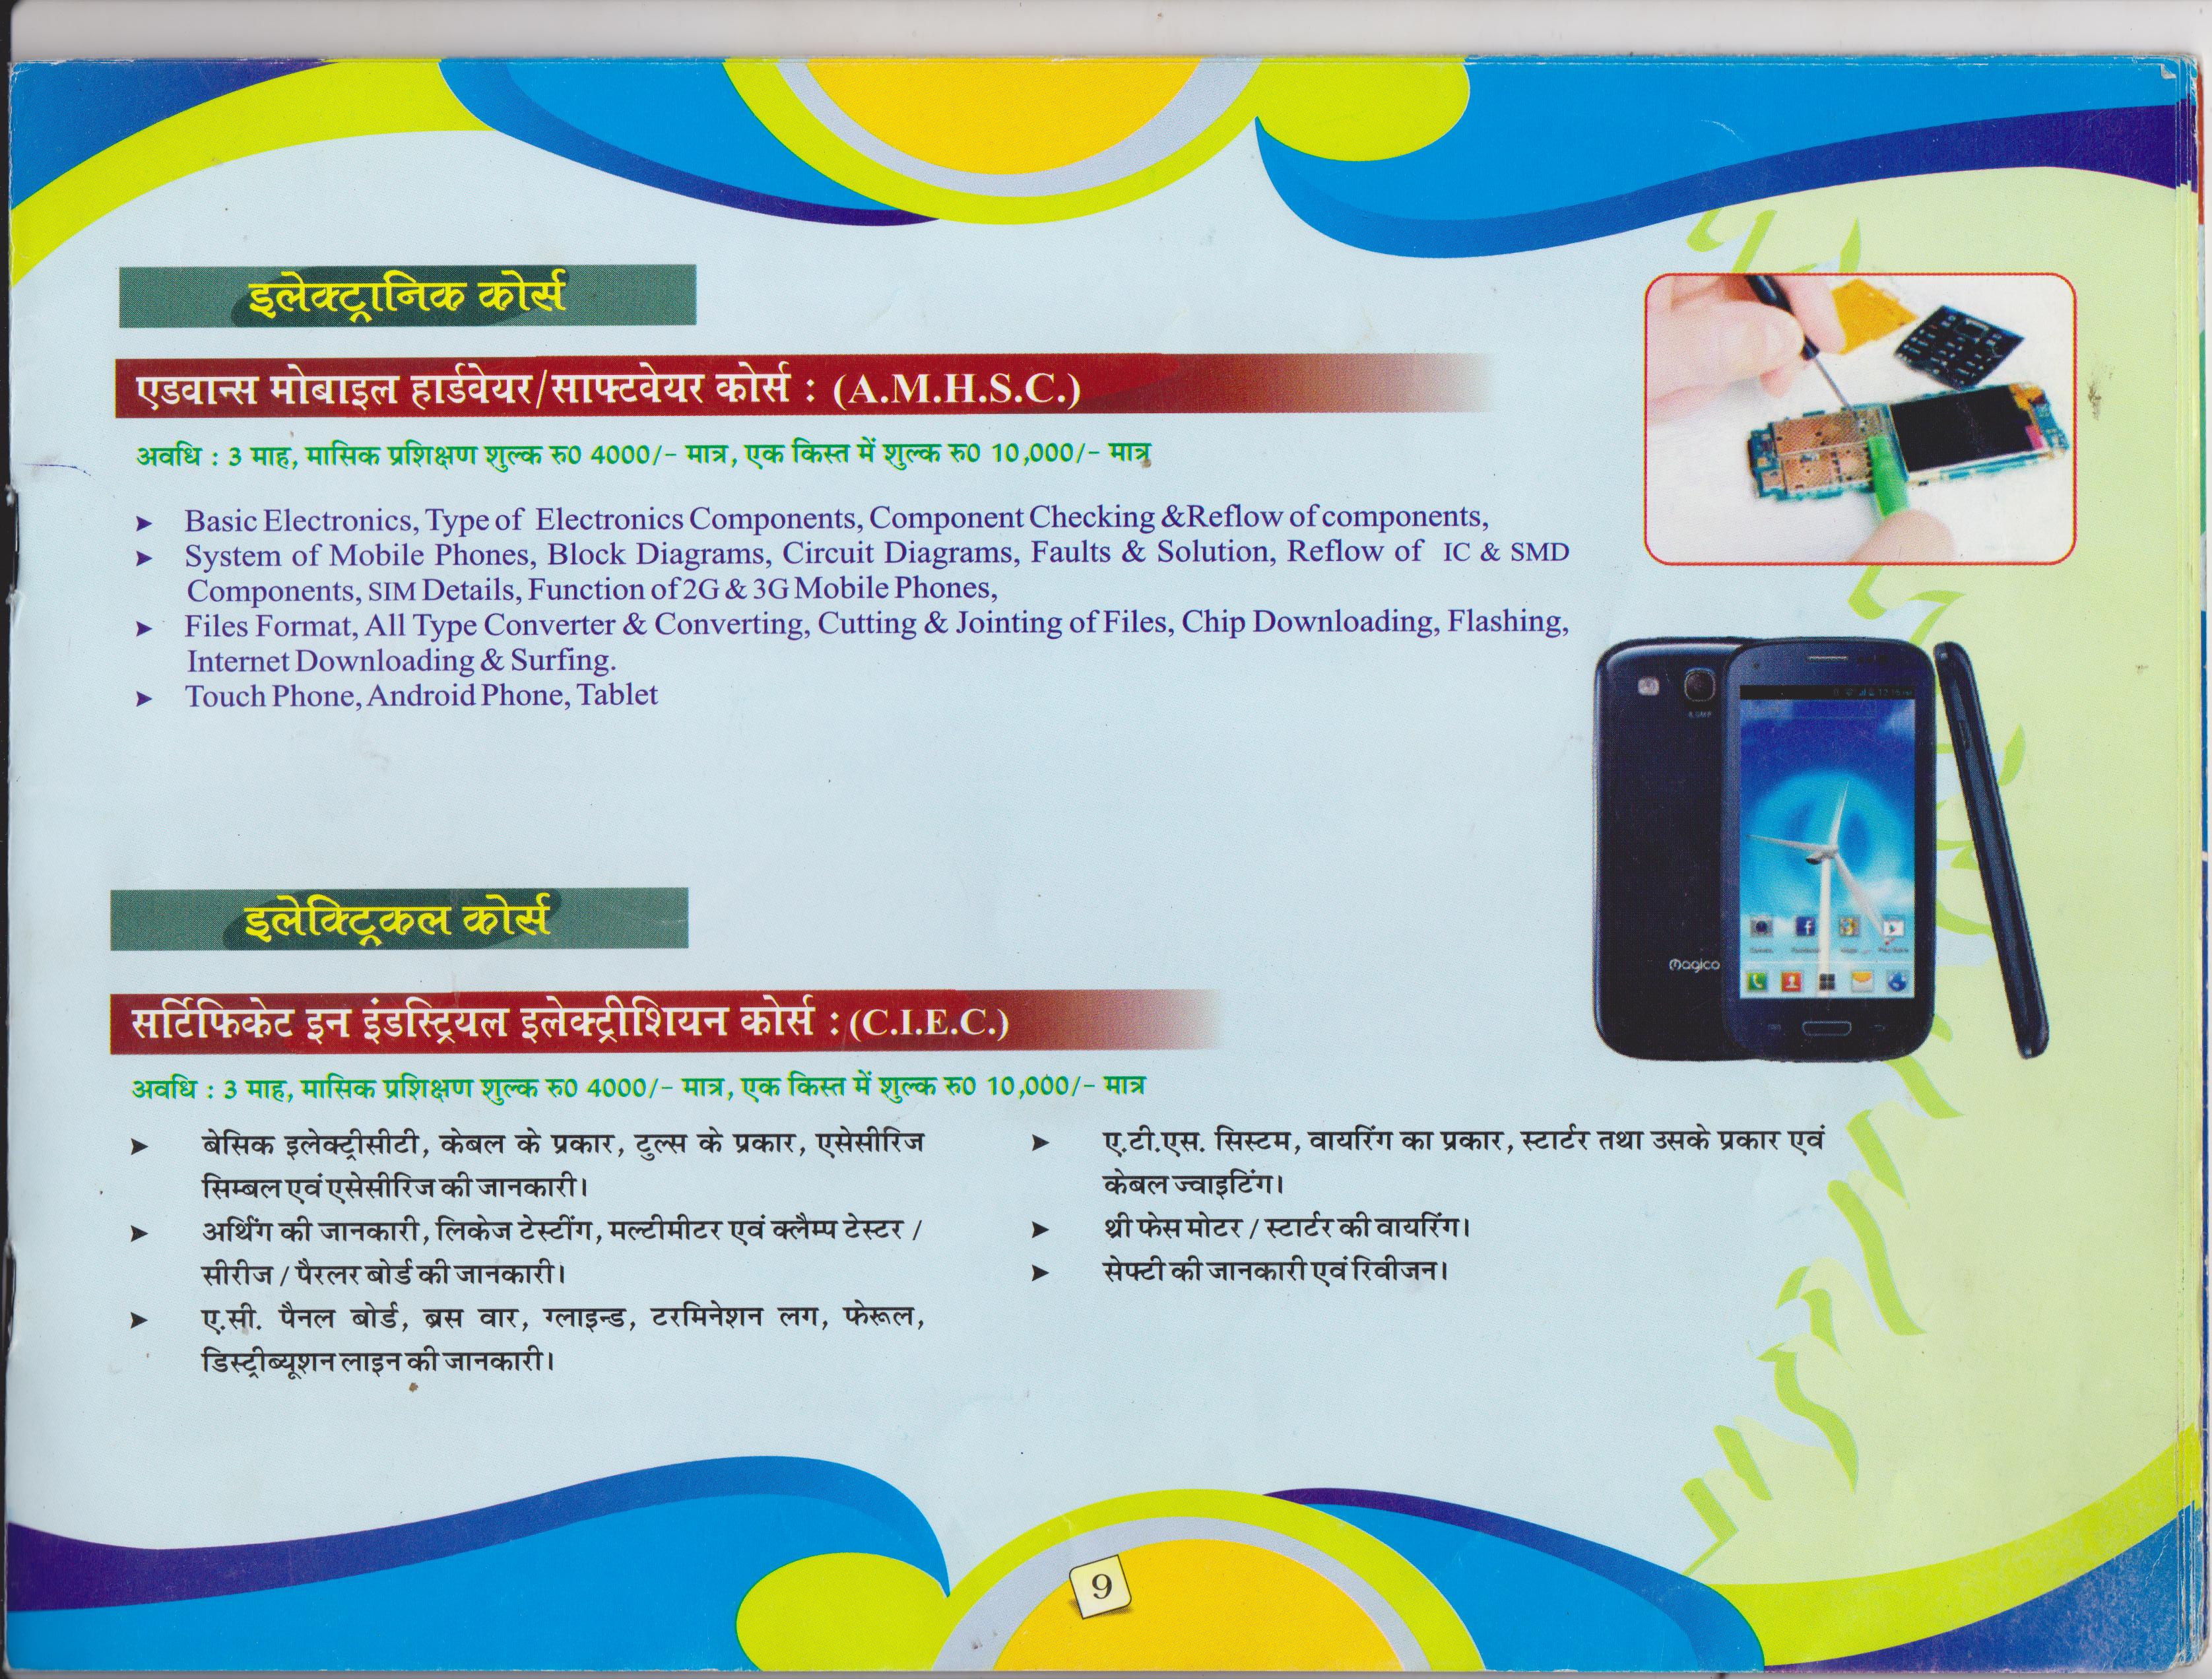 इलेक्ट्रानिक कोर्स
एडवान्स मोबाइल हार्डवेयर/साफ्टवेयर कोर्स : (A.M.H.S.C.)
अवधि : 3 माह, मासिक प्रशिक्षण शुल्क रु0 4000/- मात्र, एक किस्त में शुल्क रु0 10,000/- मात्र
➤ Basic Electronics, Type of Electronics Components, Component Checking &Reflow of components,
➤ System of Mobile Phones, Block Diagrams, Circuit Diagrams, Faults & Solution, Reflow of IC & SMD
Components, SIM Details, Function of 2G & 3G Mobile Phones,
➤ Files Format, All Type Converter & Converting, Cutting & Jointing of Files, Chip Downloading, Flashing,
Internet Downloading & Surfing.
➤ Touch Phone, Android Phone, Tablet
magico
इलेक्ट्रिकल कोर्स
सर्टिफिकेट इन इंडस्ट्रियल इलेक्ट्रीशियन कोर्स : (C.I.E.C.)
अवधि : 3 माह, मासिक प्रशिक्षण शुल्क रु0 4000/- मात्र, एक किस्त में शुल्क रु0 10,000/- मात्र
➤ बेसिक इलेक्ट्रीसीटी, केबल के प्रकार, टुल्स के प्रकार, एसेसीरिज
सिम्बल एवं एसेसीरिज की जानकारी।
➤ अर्थिंग की जानकारी, लिकेज टेस्टींग, मल्टीमीटर एवं क्लैम्प टेस्टर /
सीरीज / पैरलर बोर्ड की जानकारी।
➤ ए.सी. पैनल बोर्ड, ब्रस वार, ग्लाइन्ड, टरमिनेशन लग, फेरूल,
डिस्ट्रीब्यूशन लाइन की जानकारी।
➤ ए.टी.एस. सिस्टम, वायरिंग का प्रकार, स्टार्टर तथा उसके प्रकार एवं
केबल ज्वाइटिंग।
➤ थ्री फेस मोटर / स्टार्टर की वायरिंग।
➤ सेफ्टी की जानकारी एवं रिवीजन।
9